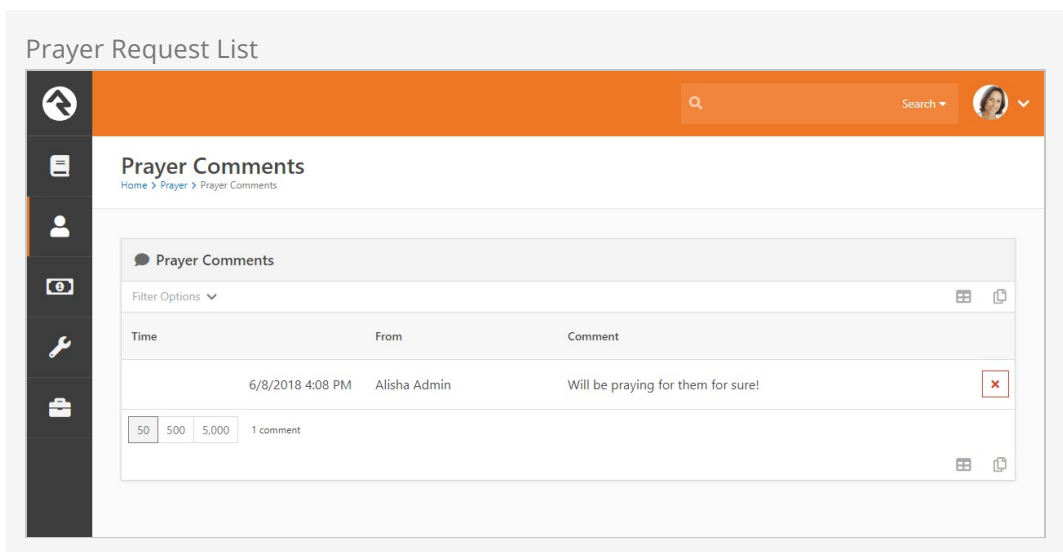 Prayer Request List
Search
Prayer Comments
Home > Prayer > Prayer Comments
Prayer Comments
Filter Options
Time From Comment
6/8/2018 4:08 PM Alisha Admin Will be praying for them for sure!
50 500 5,000 1 comment